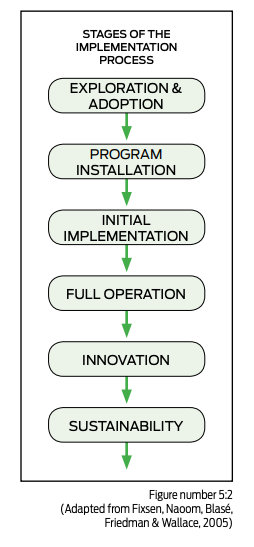 STAGES OF THE
IMPLEMENTATION
PROCESS
EXPLORATION &
ADOPTION
PROGRAM
INSTALLATION
INITIAL
IMPLEMENTATION
FULL OPERATION
INNOVATION
SUSTAINABILITY
Figure number 5:2
(Adapted from Fixsen, Naoom, Blasé,
Friedman & Wallace, 2005)